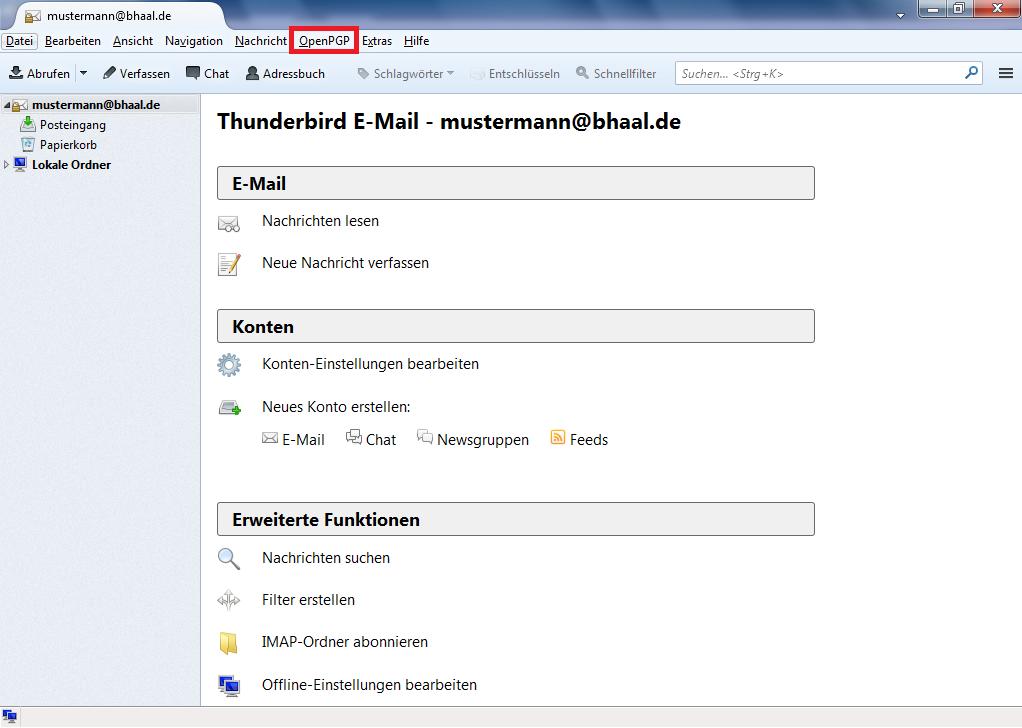 mustermann@bhaal.de
Datei Bearbeiten Ansicht Navigation Nachricht OpenPGP Extras Hilfe
Abrufen Verfassen Chat Adressbuch Schlagwörter Entschlüsseln Schnellfilter Suchen... <Strg+K>
mustermann@bhaal.de
Posteingang
Papierkorb
Lokale Ordner
Thunderbird E-Mail - mustermann@bhaal.de
E-Mail
Nachrichten lesen
Neue Nachricht verfassen
Konten
Konten-Einstellungen bearbeiten
Neues Konto erstellen:
E-Mail Chat Newsgruppen Feeds
Erweiterte Funktionen
Nachrichten suchen
Filter erstellen
IMAP-Ordner abonnieren
Offline-Einstellungen bearbeiten